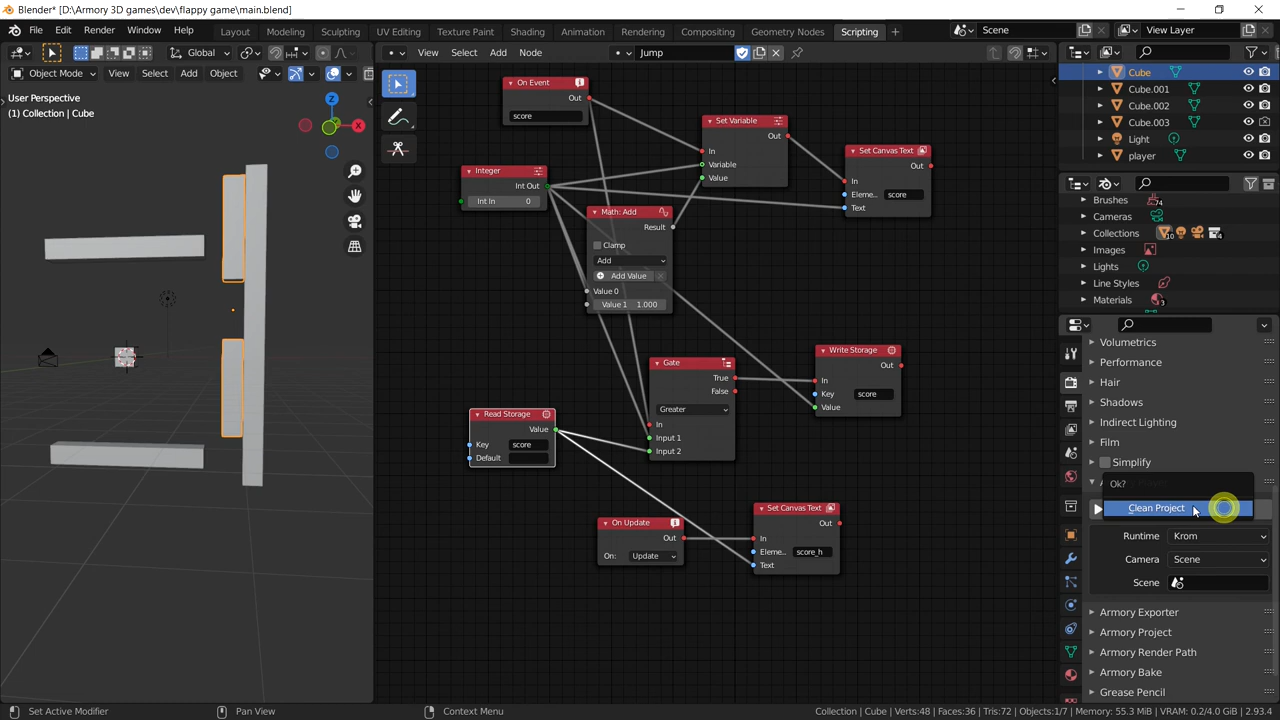 Blender* [D:\Armory 3D games\dev\flappy game\main.blend]
File Edit Render Window Help Layout Modeling Sculpting UV Editing Texture Paint Shading Animation Rendering Compositing Geometry Nodes Scripting + Scene View Layer
Global
View Select Add Node Jump
Object Mode View Select Add Object
User Perspective
(1) Collection | Cube
Z
X
On Event
Out
score
Set Variable
Out
In
Variable
Value
Set Canvas Text
Out
In
Eleme... score
Text
Integer
Int Out
Int In 0
Math: Add
Result
Clamp
Add
Add Value
Value 0
Value 1 1.000
Gate
True
False
Greater
In
Input 1
Input 2
Write Storage
Out
In
Key score
Value
Read Storage
Value
Key score
Default
On Update
Out
On: Update
Set Canvas Text
Out
In
Eleme... score_h
Text
Cube
Cube.001
Cube.002
Cube.003
Light
player
Brushes 74
Cameras
Collections 10 4
Images
Lights
Line Styles
Materials 3
Volumetrics
Performance
Hair
Shadows
Indirect Lighting
Film
Simplify
Ok?
Clean Project
Runtime Krom
Camera Scene
Scene
Armory Exporter
Armory Project
Armory Render Path
Armory Bake
Grease Pencil
Set Active Modifier Pan View Context Menu Collection | Cube | Verts:48 | Faces:36 | Tris:72 | Objects:1/7 | Memory: 55.3 MiB | VRAM: 0.2/4.0 GiB | 2.93.4